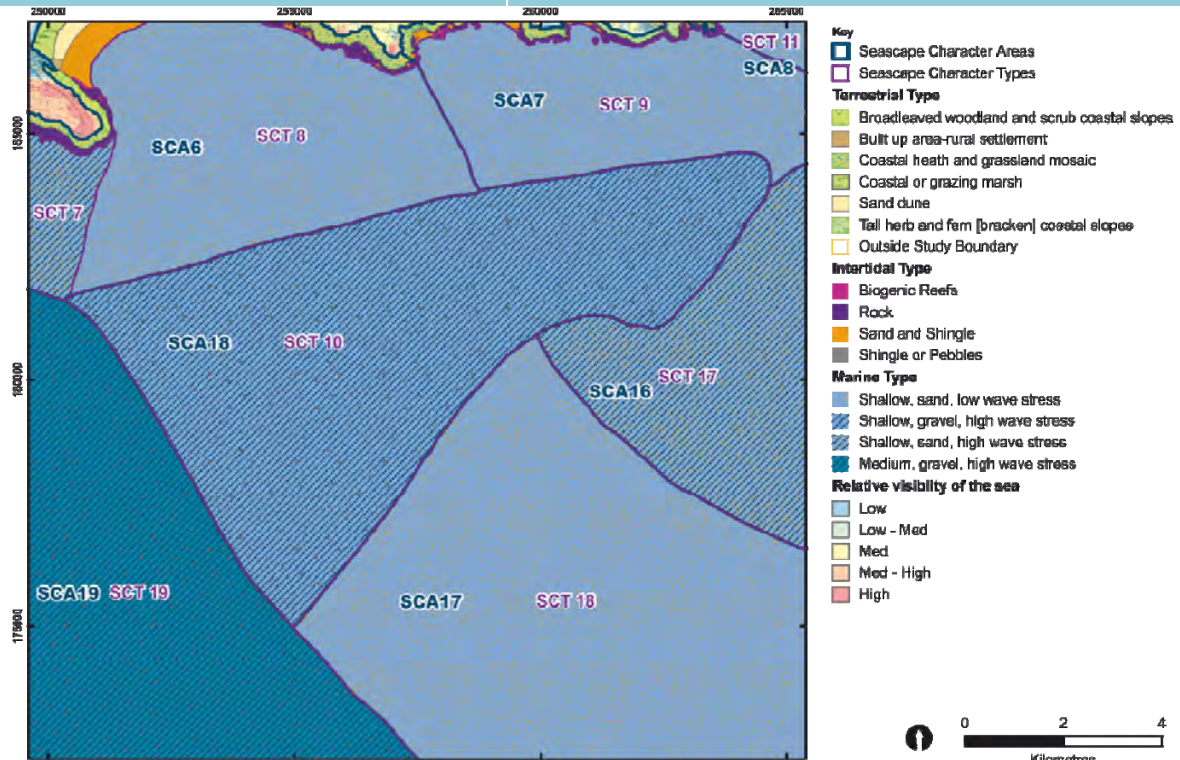 250000 255000 260000 265000
185000
180000
175000
SCT 11
SCA8
SCA7
SCT 9
SCT 8
SCA6
SCT 7
SCA18
SCT 10
SCT 17
SCA16
SCA19 SCT 19
SCA17
SCT 18
Key
Seascape Character Areas
Seascape Character Types
Terrestrial Type
Broadleaved woodland and scrub coastal slopes
Built up area-rural settlement
Coastal heath and grassland mosaic
Coastal or grazing marsh
Sand dune
Tall herb and fern [bracken] coastal slopes
Outside Study Boundary
Intertidal Type
Biogenic Reefs
Rock
Sand and Shingle
Shingle or Pebbles
Marine Type
Shallow, sand, low wave stress
Shallow, gravel, high wave stress
Shallow, sand, high wave stress
Medium, gravel, high wave stress
Relative visiblity of the sea
Low
Low - Med
Med
Med - High
High
0 2 4
Kilometres